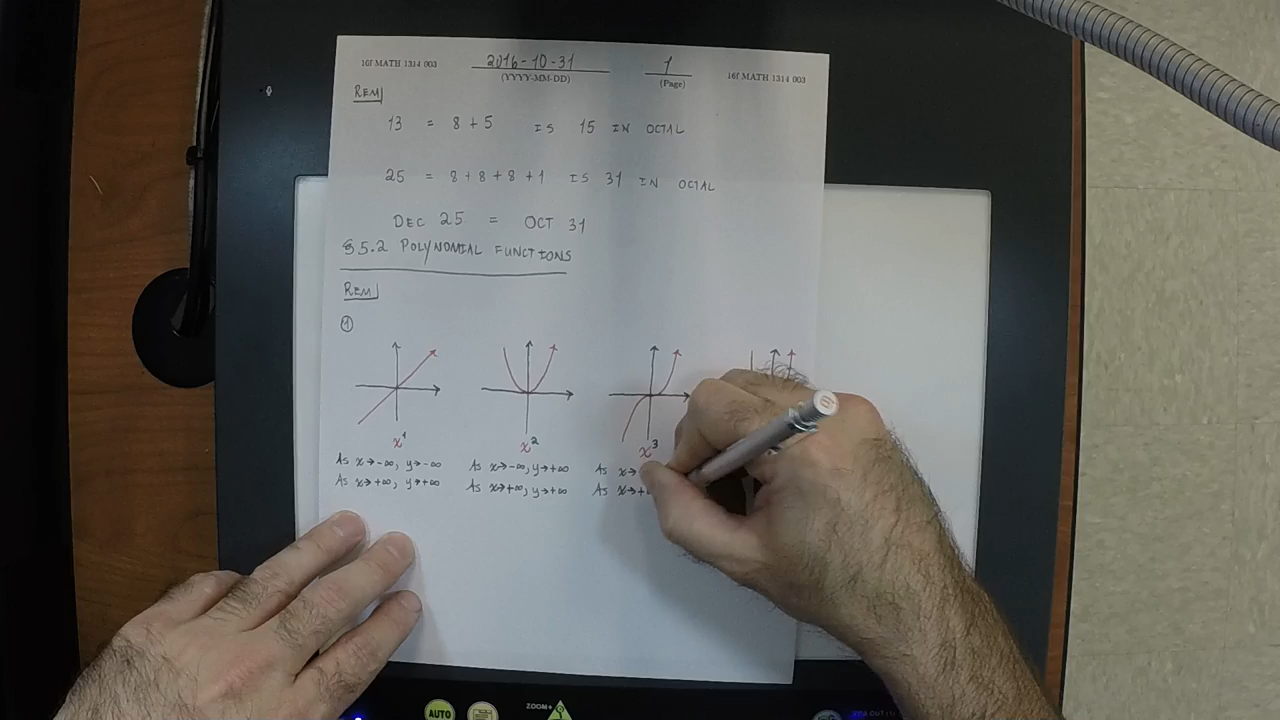 16f MATH 1314 003 2016-10-31 1 16f MATH 1314 003
(YYYY-MM-DD) (Page)
REM
13 = 8 + 5 IS 15 IN OCTAL
25 = 8 + 8 + 8 + 1 IS 31 IN OCTAL
DEC 25 = OCT 31
§5.2 POLYNOMIAL FUNCTIONS
REM
①
x¹ x² x³
As x→-∞, y→-∞ As x→-∞, y→+∞ As x→
As x→+∞, y→+∞ As x→+∞, y→+∞ As x→+∞
AUTO ZOOM+